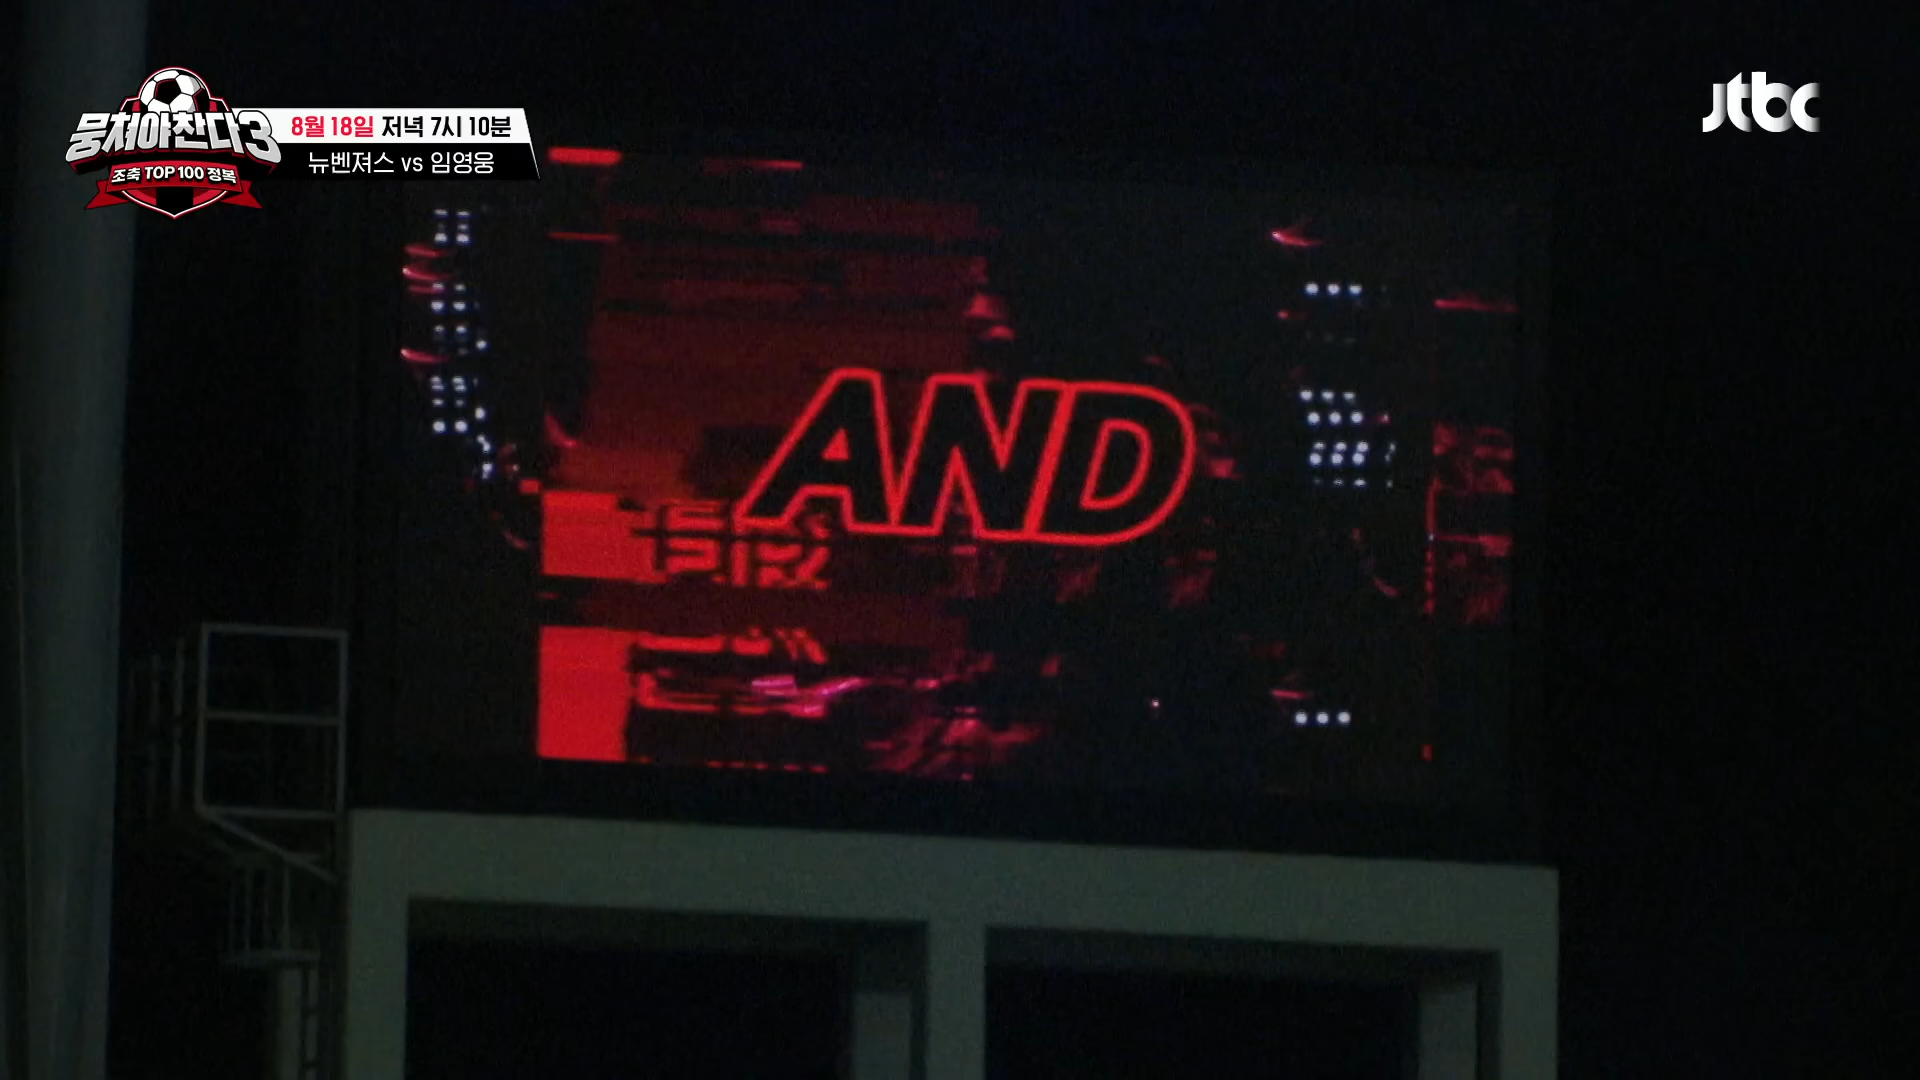 뭉쳐야찬다3
조축 TOP 100 정복
8월 18일 저녁 7시 10분
뉴벤져스 vs 임영웅
jtbc
AND